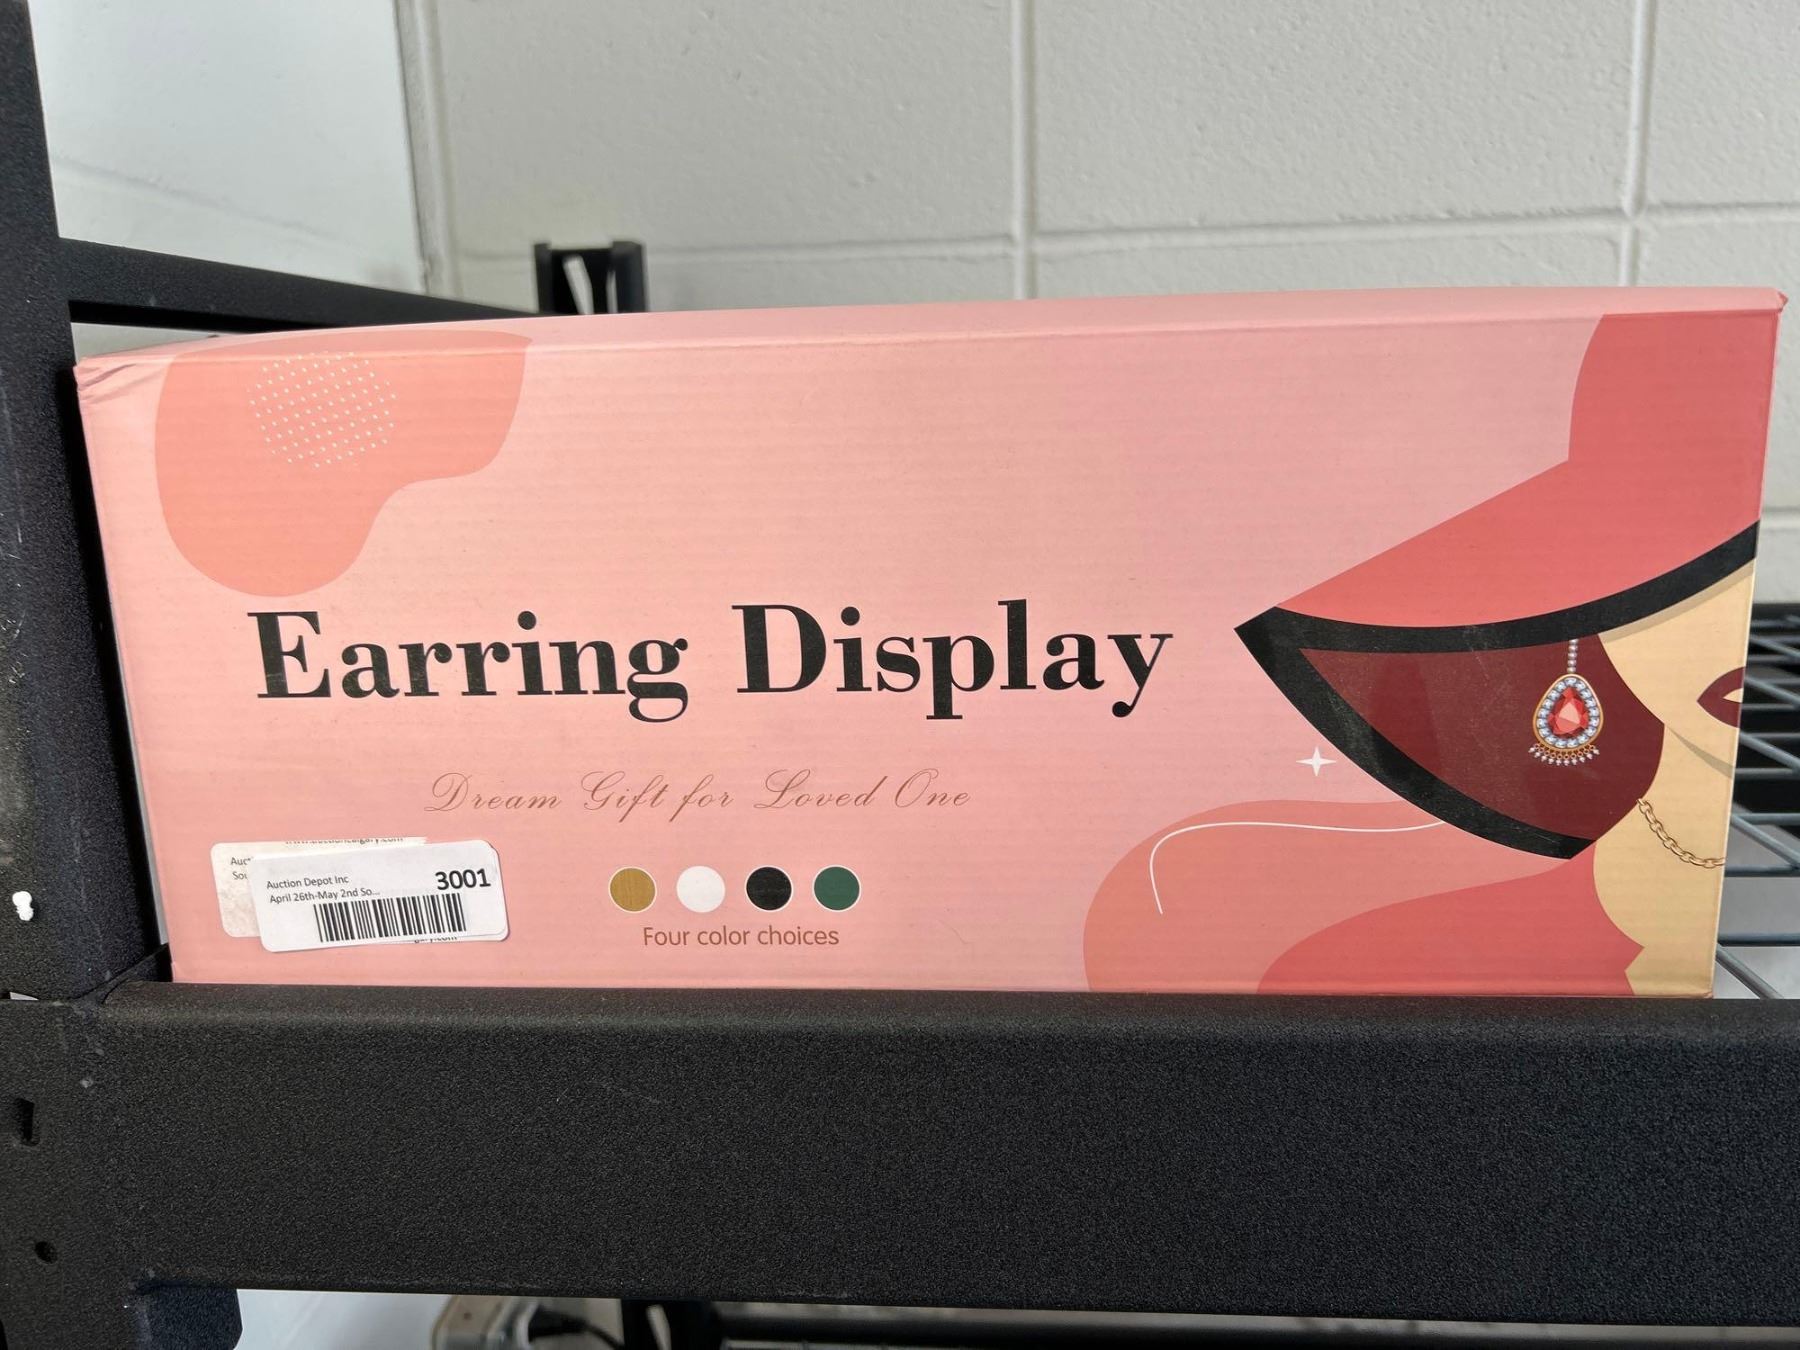 Earring Display
Dream Gift for Loved One
Auction Depot Inc
3001
April 26th-May 2nd So...
Four color choices